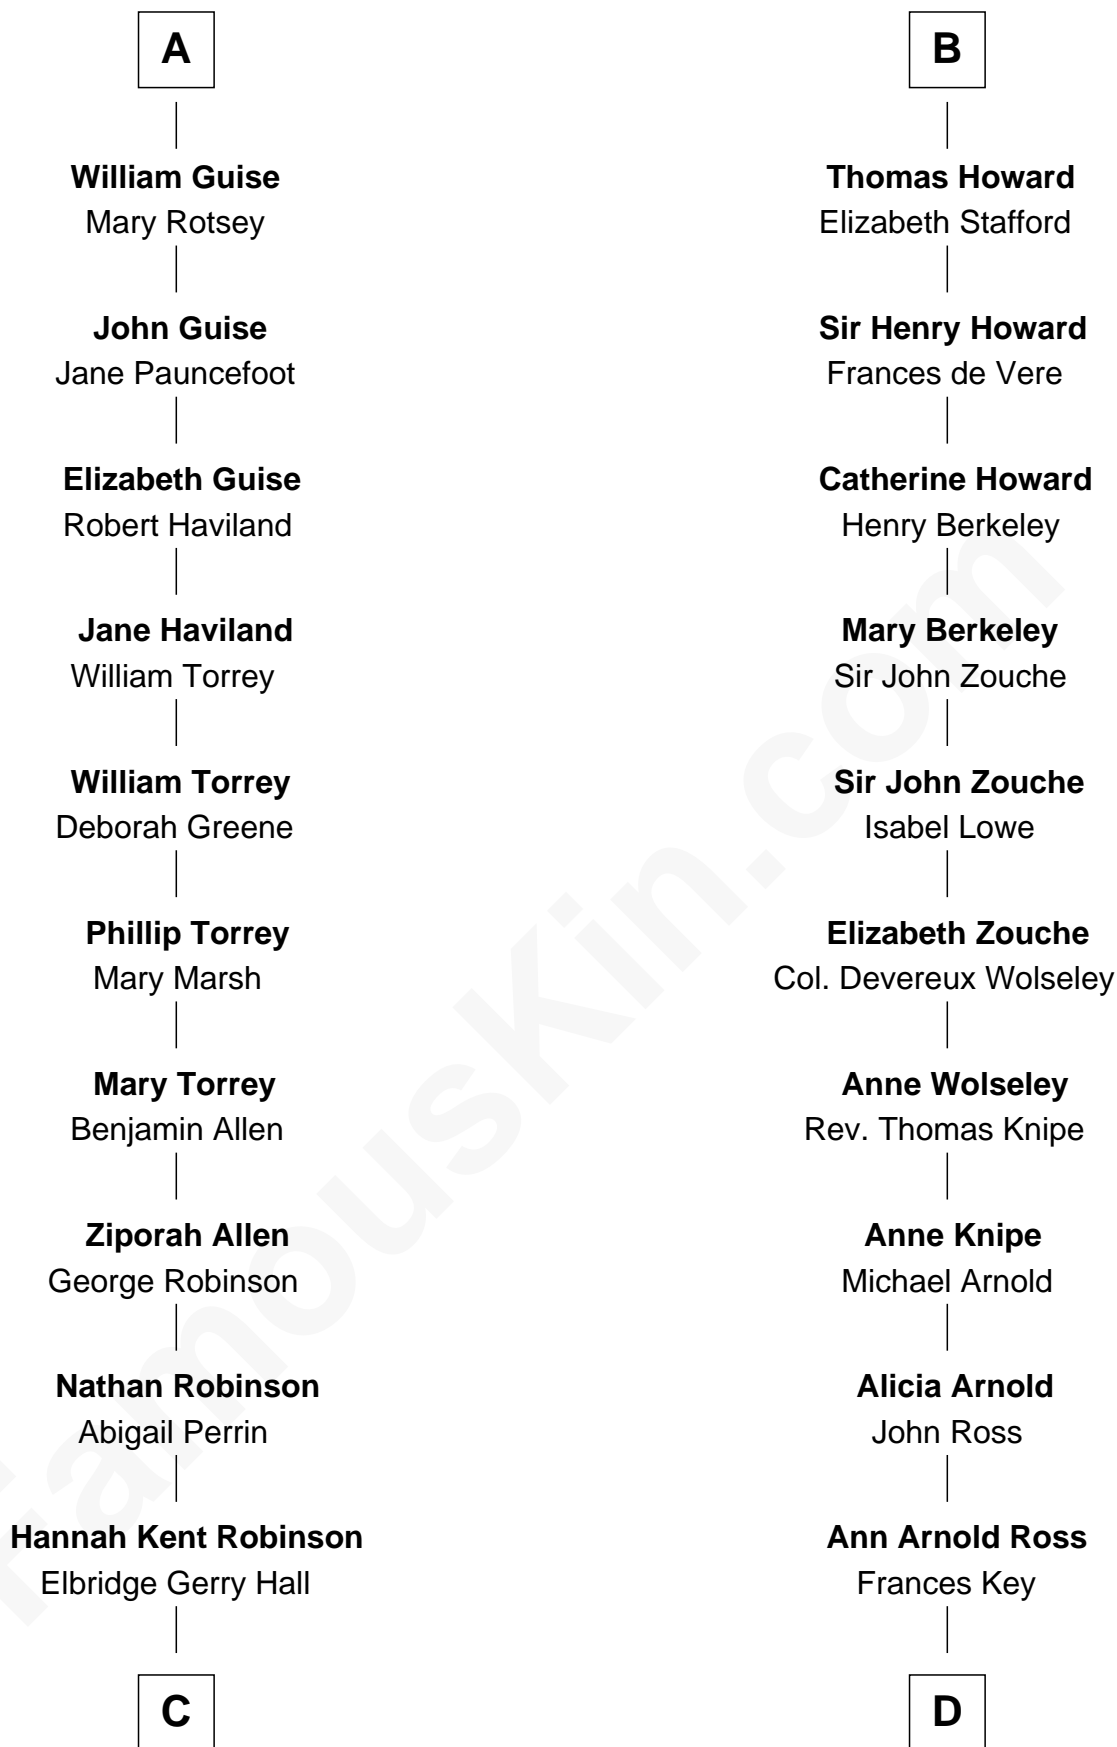 A
William Guise
Mary Rotsey
John Guise
Jane Pauncefoot
Elizabeth Guise
Robert Haviland
Jane Haviland
William Torrey
William Torrey
Deborah Greene
Phillip Torrey
Mary Marsh
Mary Torrey
Benjamin Allen
Ziporah Allen
George Robinson
Nathan Robinson
Abigail Perrin
Hannah Kent Robinson
Elbridge Gerry Hall
C
B
Thomas Howard
Elizabeth Stafford
Sir Henry Howard
Frances de Vere
Catherine Howard
Henry Berkeley
Mary Berkeley
Sir John Zouche
Sir John Zouche
Isabel Lowe
Elizabeth Zouche
Col. Devereux Wolseley
Anne Wolseley
Rev. Thomas Knipe
Anne Knipe
Michael Arnold
Alicia Arnold
John Ross
Ann Arnold Ross
Frances Key
D
FamousKin.com